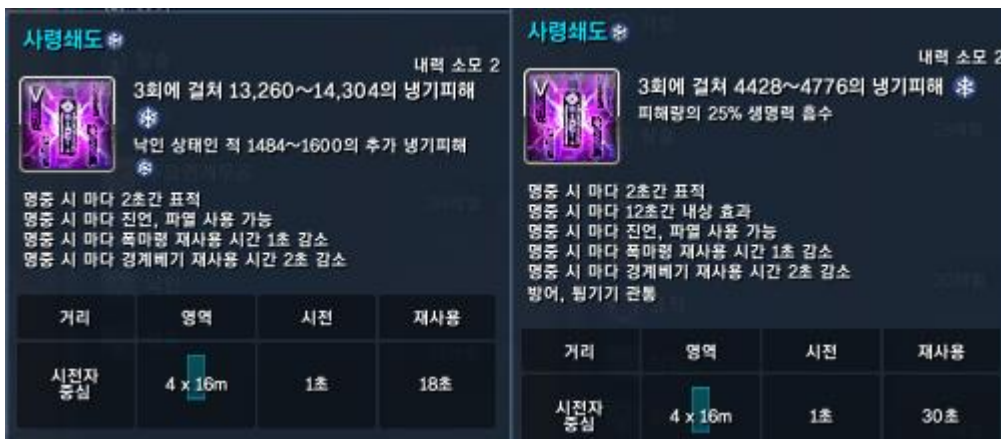 사령쇄도
내력 소모 2
3회에 걸쳐 13,260~14,304의 냉기피해
낙인 상태인 적 1484~1600의 추가 냉기피해
명중 시 마다 2초간 표적
명중 시 마다 진언, 파열 사용 가능
명중 시 마다 폭마령 재사용 시간 1초 감소
명중 시 마다 경계베기 재사용 시간 2초 감소
거리 영역 시전 재사용
시전자 중심 4 x 16m 1초 18초
사령쇄도
내력 소모 2
3회에 걸쳐 4428~4776의 냉기피해
피해량의 25% 생명력 흡수
명중 시 마다 2초간 표적
명중 시 마다 12초간 내상 효과
명중 시 마다 진언, 파열 사용 가능
명중 시 마다 폭마령 재사용 시간 1초 감소
명중 시 마다 경계베기 재사용 시간 2초 감소
방어, 튕기기 관통
거리 영역 시전 재사용
시전자 중심 4 x 16m 1초 30초